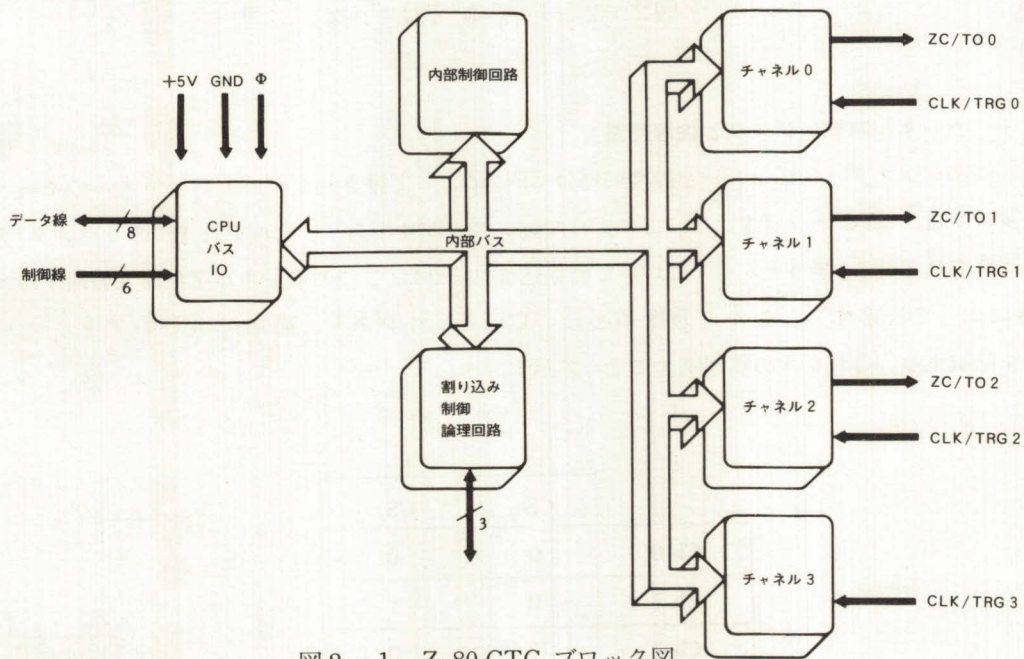 内部制御回路
チャネル0
ZC/TO 0
CLK/TRG 0
+5V GND Φ
データ線
8
制御線
6
CPU
バス
IO
内部バス
チャネル1
ZC/TO 1
CLK/TRG 1
割り込み
制御
論理回路
3
チャネル2
ZC/TO 2
CLK/TRG 2
チャネル3
CLK/TRG 3
図2-1 Z-80 CTC ブロック図